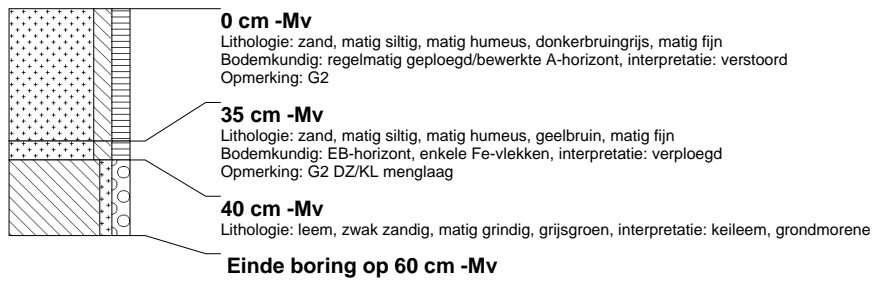 0 cm -Mv
Lithologie: zand, matig siltig, matig humeus, donkerbruingrijs, matig fijn
Bodemkundig: regelmatig geploegd/bewerkte A-horizont, interpretatie: verstoord
Opmerking: G2
35 cm -Mv
Lithologie: zand, matig siltig, matig humeus, geelbruin, matig fijn
Bodemkundig: EB-horizont, enkele Fe-vlekken, interpretatie: verploegd
Opmerking: G2 DZ/KL menglaag
40 cm -Mv
Lithologie: leem, zwak zandig, matig grindig, grijsgroen, interpretatie: keileem, grondmorene
Einde boring op 60 cm -Mv